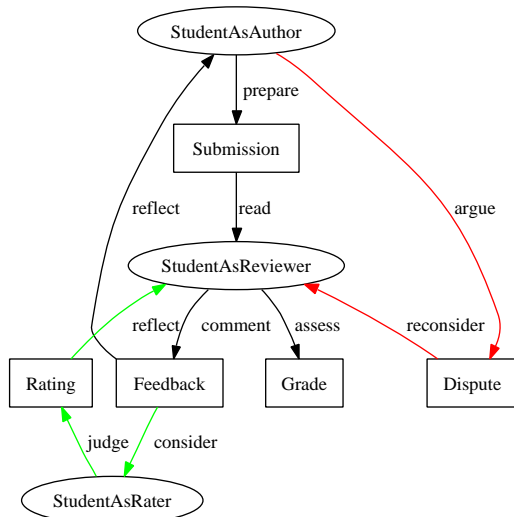 StudentAsAuthor
prepare
Submission
reflect
read
argue
StudentAsReviewer
reflect
comment
assess
reconsider
Rating
Feedback
Grade
Dispute
judge
consider
StudentAsRater